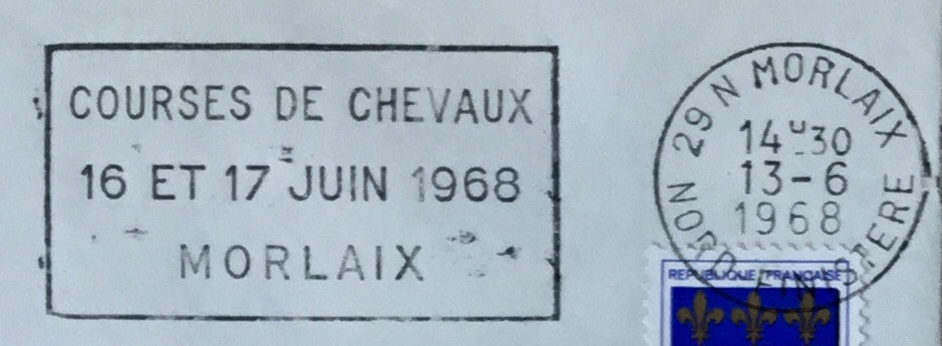 COURSES DE CHEVAUX
16 ET 17 JUIN 1968
MORLAIX
29 N MORLAIX
14H30
13-6
1968
NORD FINISTERE
REPUBLIQUE FRANÇAISE